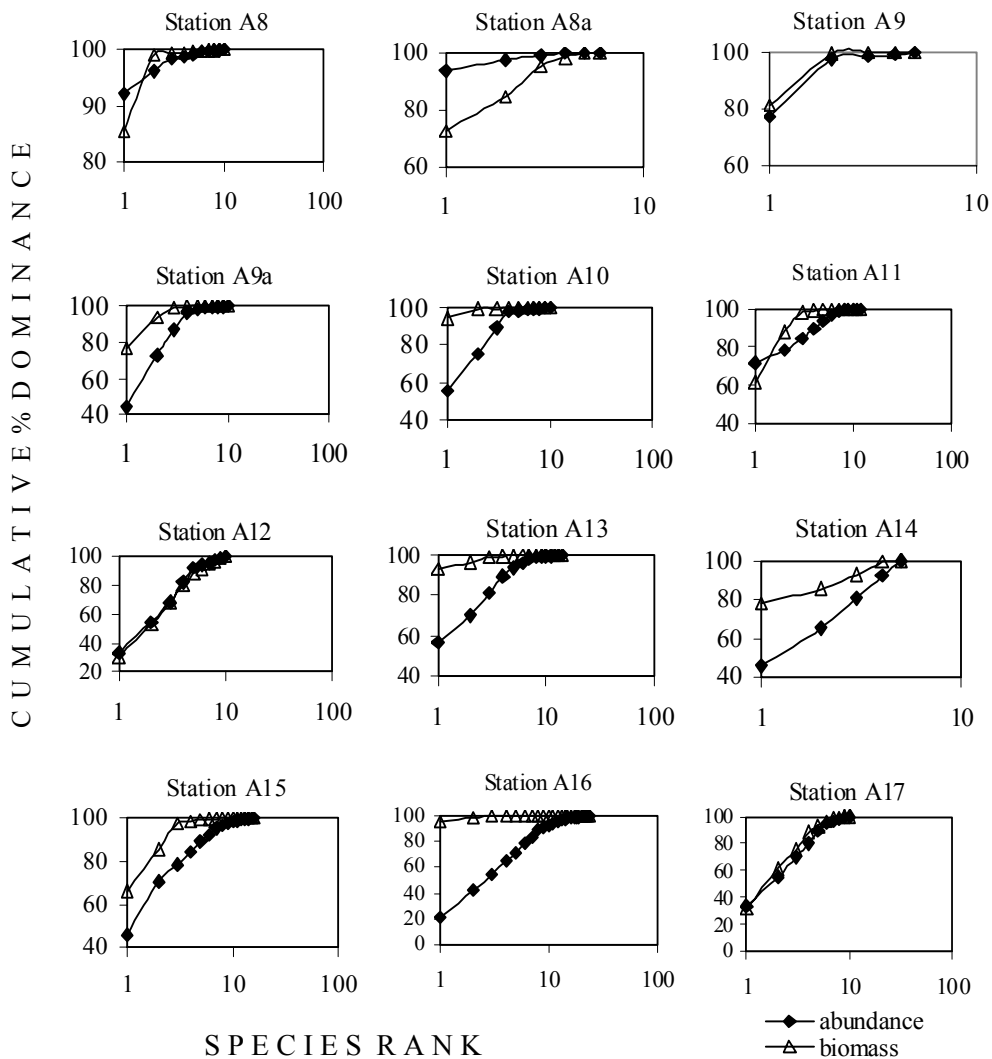 CUMULATIVE % DOMINANCE
Station A8
100
90
80
1 10 100
Station A8a
100
80
60
1 10
Station A9
100
80
60
1 10
Station A9a
100
80
60
40
1 10 100
Station A10
100
80
60
40
1 10 100
Station A11
100
80
60
40
1 10 100
Station A12
100
80
60
40
20
1 10 100
Station A13
100
80
60
40
1 10 100
Station A14
100
80
60
40
1 10
Station A15
100
80
60
40
1 10 100
Station A16
100
80
60
40
20
0
1 10 100
Station A17
100
80
60
40
20
0
1 10 100
SPECIES RANK
abundance
biomass